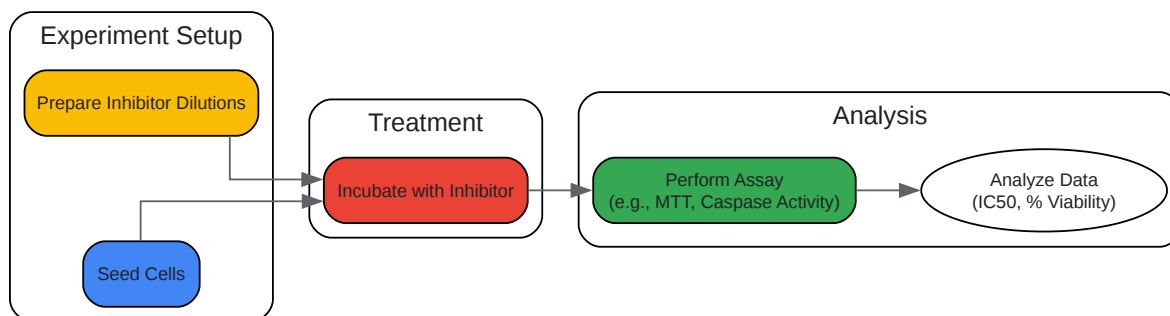 Experiment Setup
Prepare Inhibitor Dilutions
Seed Cells
Treatment
Incubate with Inhibitor
Analysis
Perform Assay
(e.g., MTT, Caspase Activity)
Analyze Data
(IC50, % Viability)